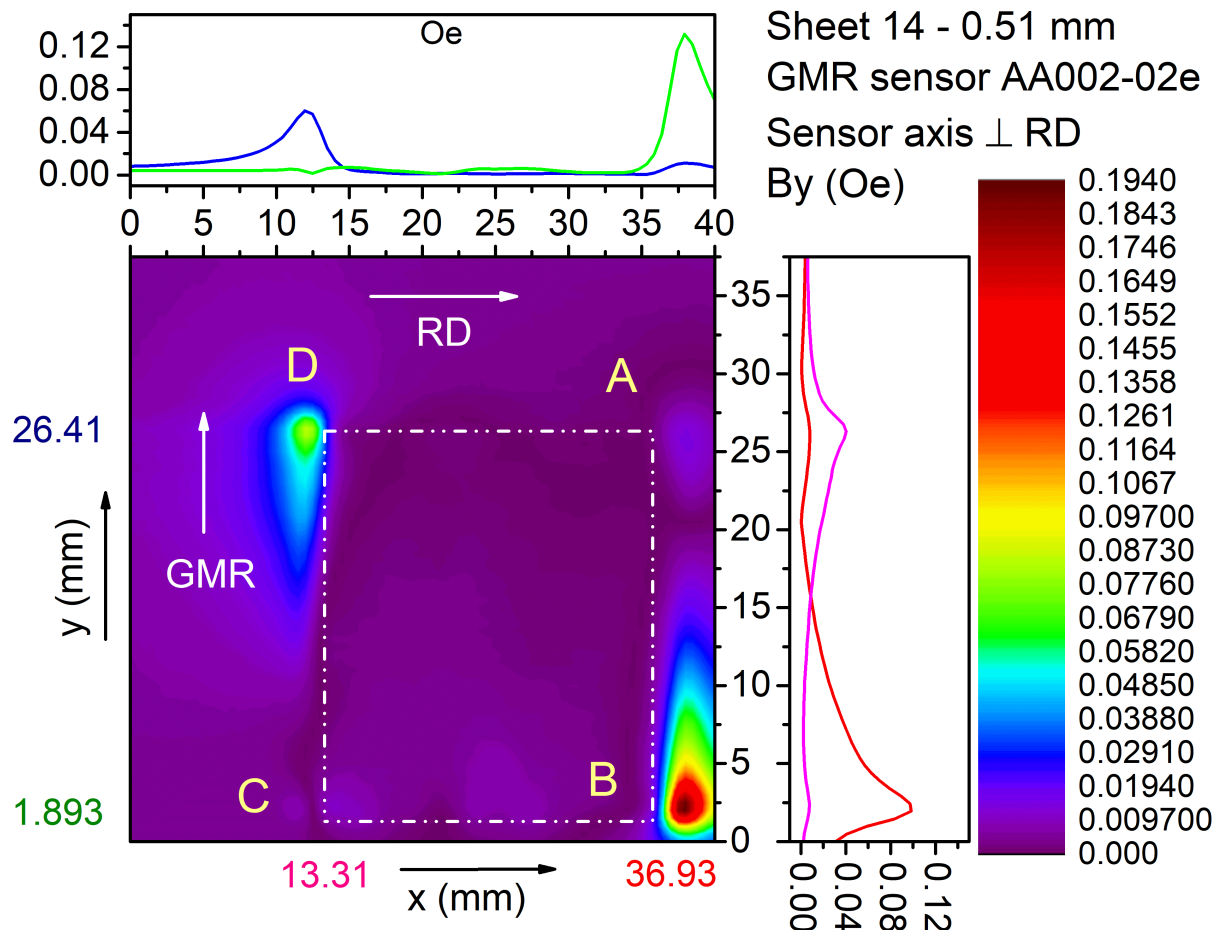 Oe
0.12
0.08
0.04
0.00
0 5 10 15 20 25 30 35 40
Sheet 14 - 0.51 mm
GMR sensor AA002-02e
Sensor axis ⊥ RD
By (Oe)
0.1940
0.1843
0.1746
0.1649
0.1552
0.1455
0.1358
0.1261
0.1164
0.1067
0.09700
0.08730
0.07760
0.06790
0.05820
0.04850
0.03880
0.02910
0.01940
0.009700
0.000
RD
D
A
GMR
C
B
26.41
y (mm)
1.893
13.31
36.93
x (mm)
35
30
25
20
15
10
5
0
0.00
0.04
0.08
0.12